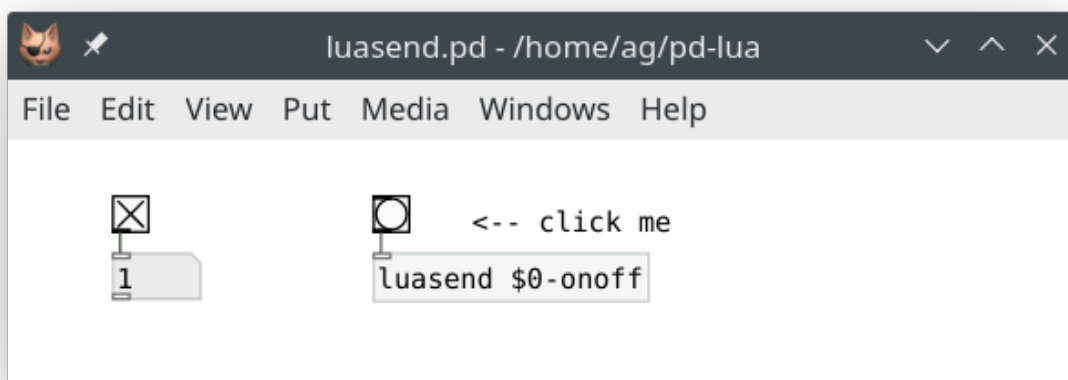 luasend.pd - /home/ag/pd-lua
File Edit View Put Media Windows Help
<-- click me
1
luasend $0-onoff